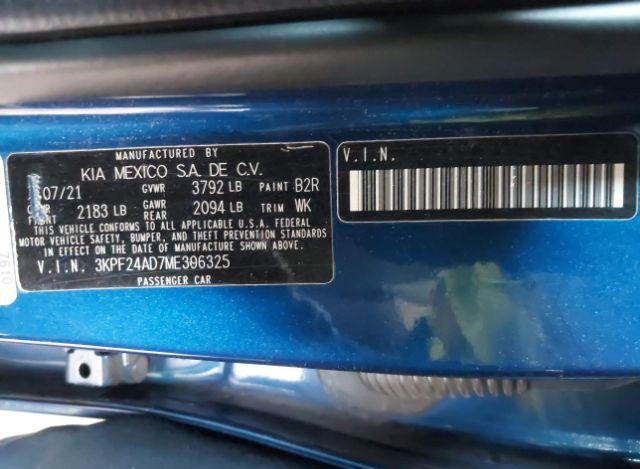 MANUFACTURED BY
KIA MEXICO S.A. DE C.V.
07/21 GVWR 3792 LB PAINT B2R
FRONT 2183 LB GAWR REAR 2094 LB TRIM WK
THIS VEHICLE CONFORMS TO ALL APPLICABLE U.S.A. FEDERAL
MOTOR VEHICLE SAFETY, BUMPER, AND THEFT PREVENTION STANDARDS
IN EFFECT ON THE DATE OF MANUFACTURE SHOWN ABOVE.
V.I.N. 3KPF24AD7ME306325
PASSENGER CAR
V.I.N.
7610